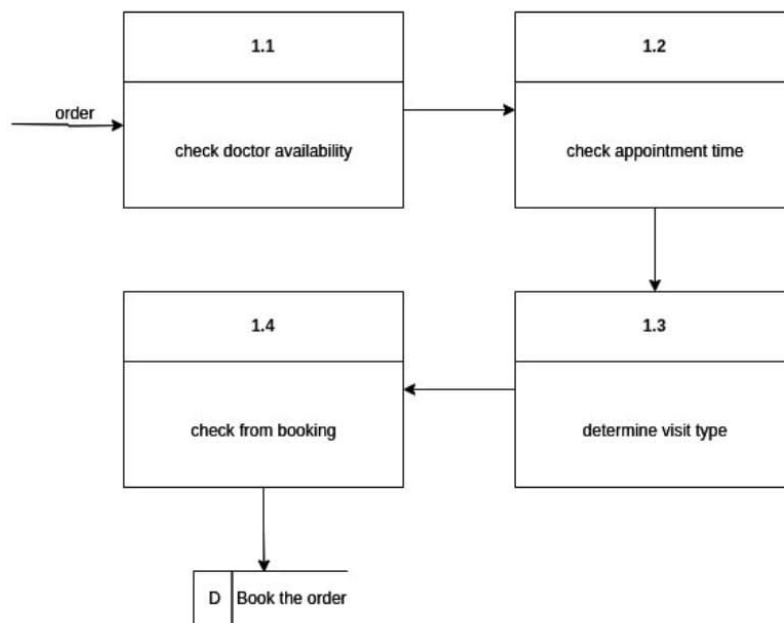 1.1
1.2
order
check doctor availability
check appointment time
1.4
1.3
check from booking
determine visit type
D
Book the order